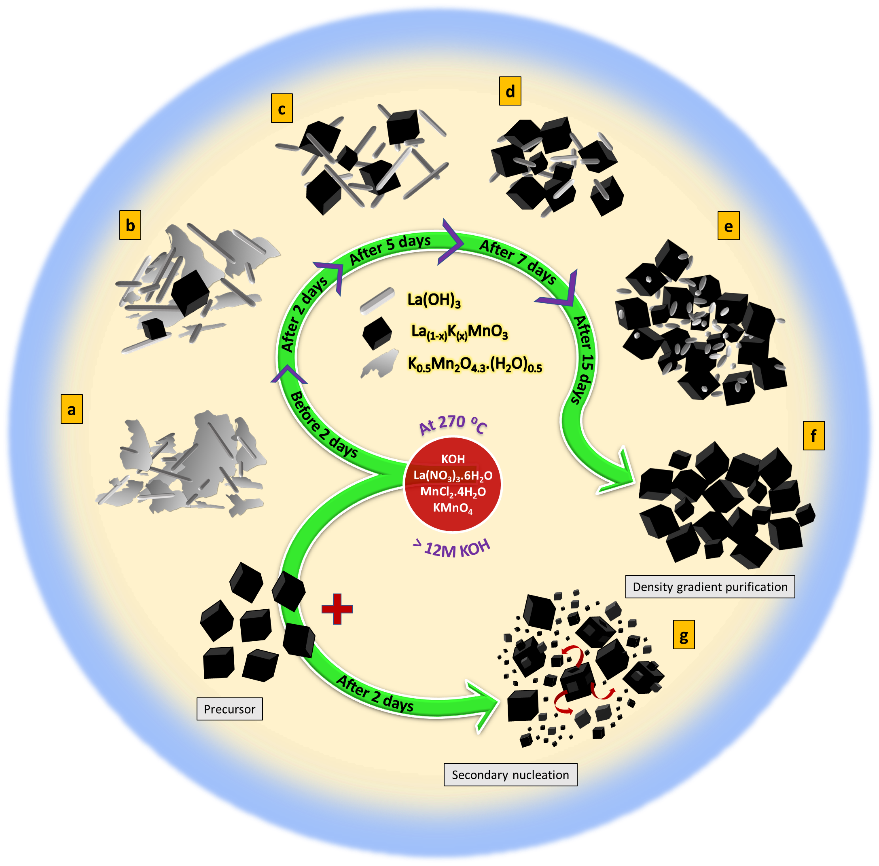 c
d
b
e
After 5 days
After 7 days
After 2 days
After 15 days
La(OH)₃
La₍₁₋ₓ₎K₍ₓ₎MnO₃
K₀.₅Mn₂O₄.₃.(H₂O)₀.₅
a
Before 2 days
At 270 ⁰C
f
KOH
La(NO₃)₃.6H₂O
MnCl₂.4H₂O
KMnO₄
> 12M KOH
Density gradient purification
g
After 2 days
Precursor
Secondary nucleation